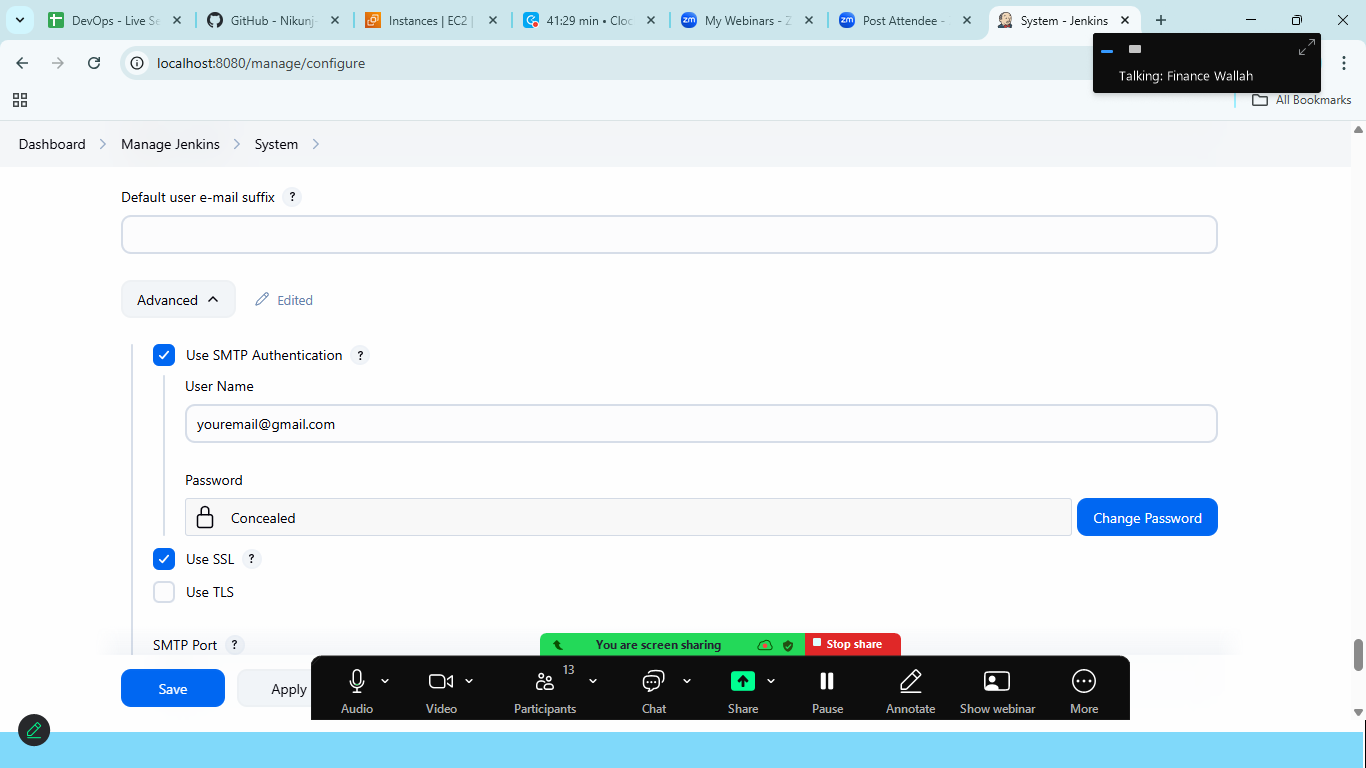 DevOps - Live Se
GitHub - Nikunj-
Instances | EC2 |
41:29 min • Cloc
zm My Webinars - Z
zm Post Attendee -
System - Jenkins
localhost:8080/manage/configure
Talking: Finance Wallah
All Bookmarks
Dashboard > Manage Jenkins > System >
Default user e-mail suffix ?
Advanced
Edited
Use SMTP Authentication ?
User Name
youremail@gmail.com
Password
Concealed
Change Password
Use SSL ?
Use TLS
SMTP Port ?
You are screen sharing
Stop share
Save
Apply
13
Audio
Video
Participants
Chat
Share
Pause
Annotate
Show webinar
More